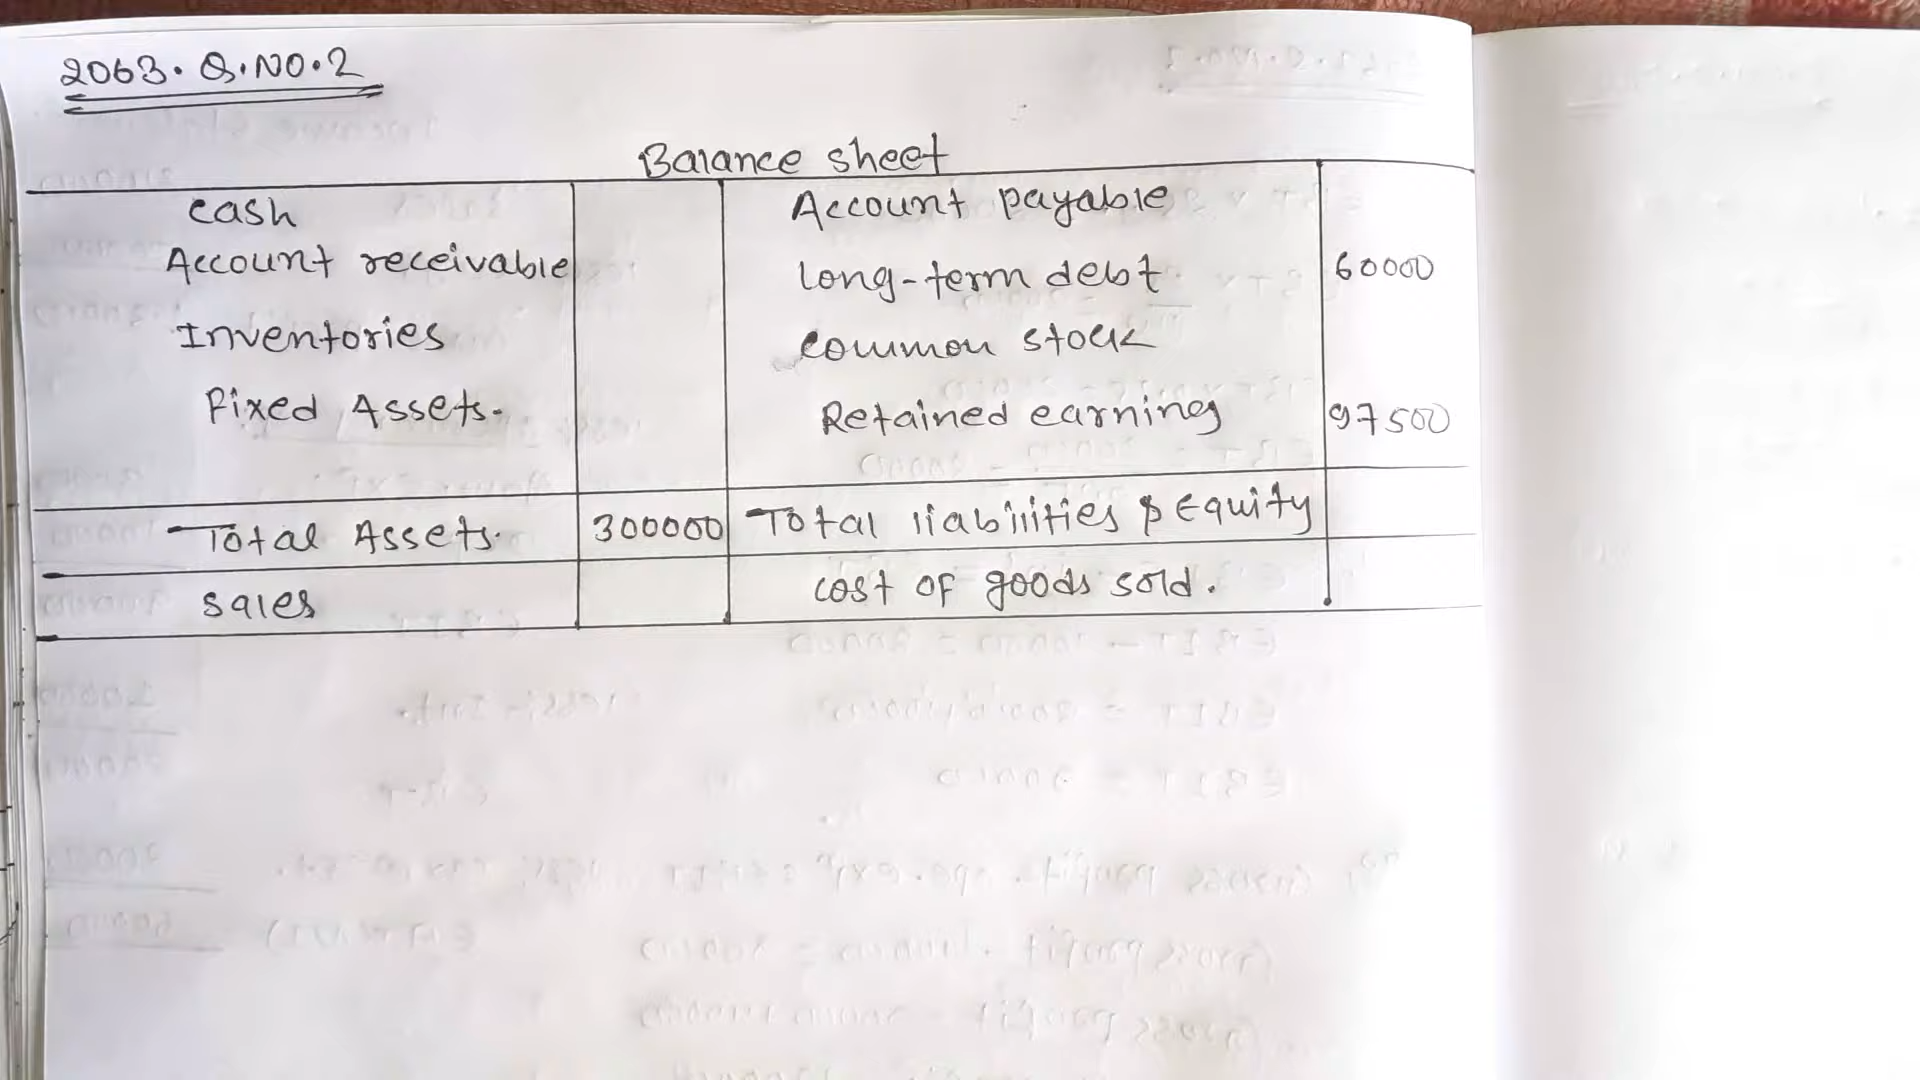 2063. Q.NO.2
Balance sheet
cash Account payable
Account receivable long-term debt 60000
Inventories common stock
Fixed Assets. Retained earning 97500
Total Assets. 300000 Total liabilities & Equity
sales cost of goods sold.